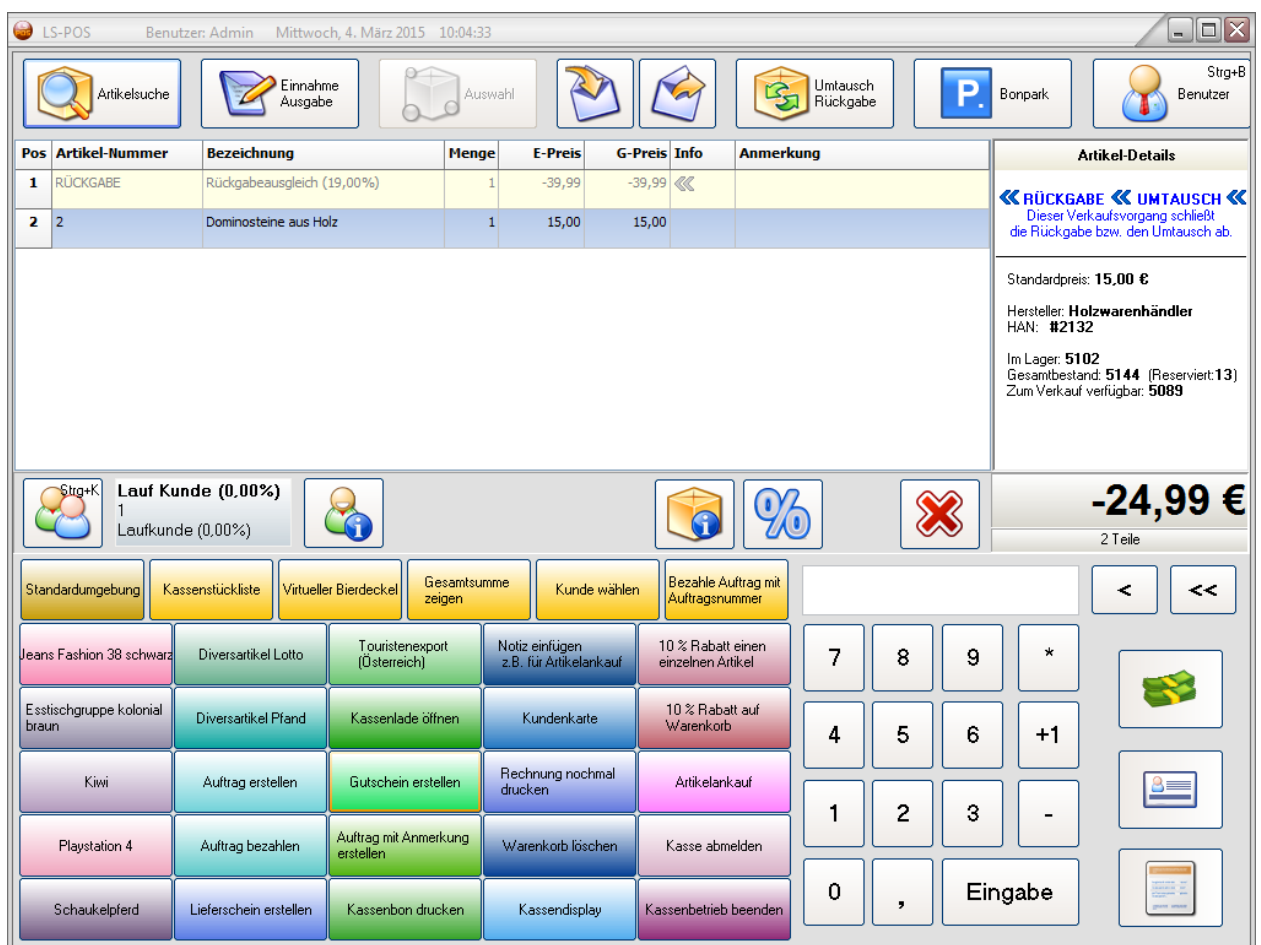 LS-POS Benutzer: Admin Mittwoch, 4. März 2015 10:04:33
Artikelsuche
Einnahme
Ausgabe
Auswahl
Umtausch
Rückgabe
P.
Bonpark
Strg+B
Benutzer
Pos Artikel-Nummer Bezeichnung Menge E-Preis G-Preis Info Anmerkung
1 RÜCKGABE Rückgabeausgleich (19,00%) 1 -39,99 -39,99
2 2 Dominosteine aus Holz 1 15,00 15,00
Artikel-Details
RÜCKGABE UMTAUSCH
Dieser Verkaufsvorgang schließt
die Rückgabe bzw. den Umtausch ab.
Standardpreis: 15,00 €
Hersteller: Holzwarenhändler
HAN: #2132
Im Lager: 5102
Gesamtbestand: 5144 (Reserviert:13)
Zum Verkauf verfügbar: 5089
Strg+K
Lauf Kunde (0,00%)
1
Laufkunde (0,00%)
%
-24,99 €
2 Teile
Standardumgebung
Kassenstückliste
Virtueller Bierdeckel
Gesamtsumme
zeigen
Kunde wählen
Bezahle Auftrag mit
Auftragsnummer
< <<
Jeans Fashion 38 schwarz
Diversartikel Lotto
Touristenexport
(Österreich)
Notiz einfügen
z.B. für Artikelankauf
10 % Rabatt einen
einzelnen Artikel
7 8 9 *
Esstischgruppe kolonial
braun
Diversartikel Pfand
Kassenlade öffnen
Kundenkarte
10 % Rabatt auf
Warenkorb
4 5 6 +1
Kiwi
Auftrag erstellen
Gutschein erstellen
Rechnung nochmal
drucken
Artikelankauf
1 2 3 -
Playstation 4
Auftrag bezahlen
Auftrag mit Anmerkung
erstellen
Warenkorb löschen
Kasse abmelden
0 , Eingabe
Schaukelpferd
Lieferschein erstellen
Kassenbon drucken
Kassendisplay
Kassenbetrieb beenden